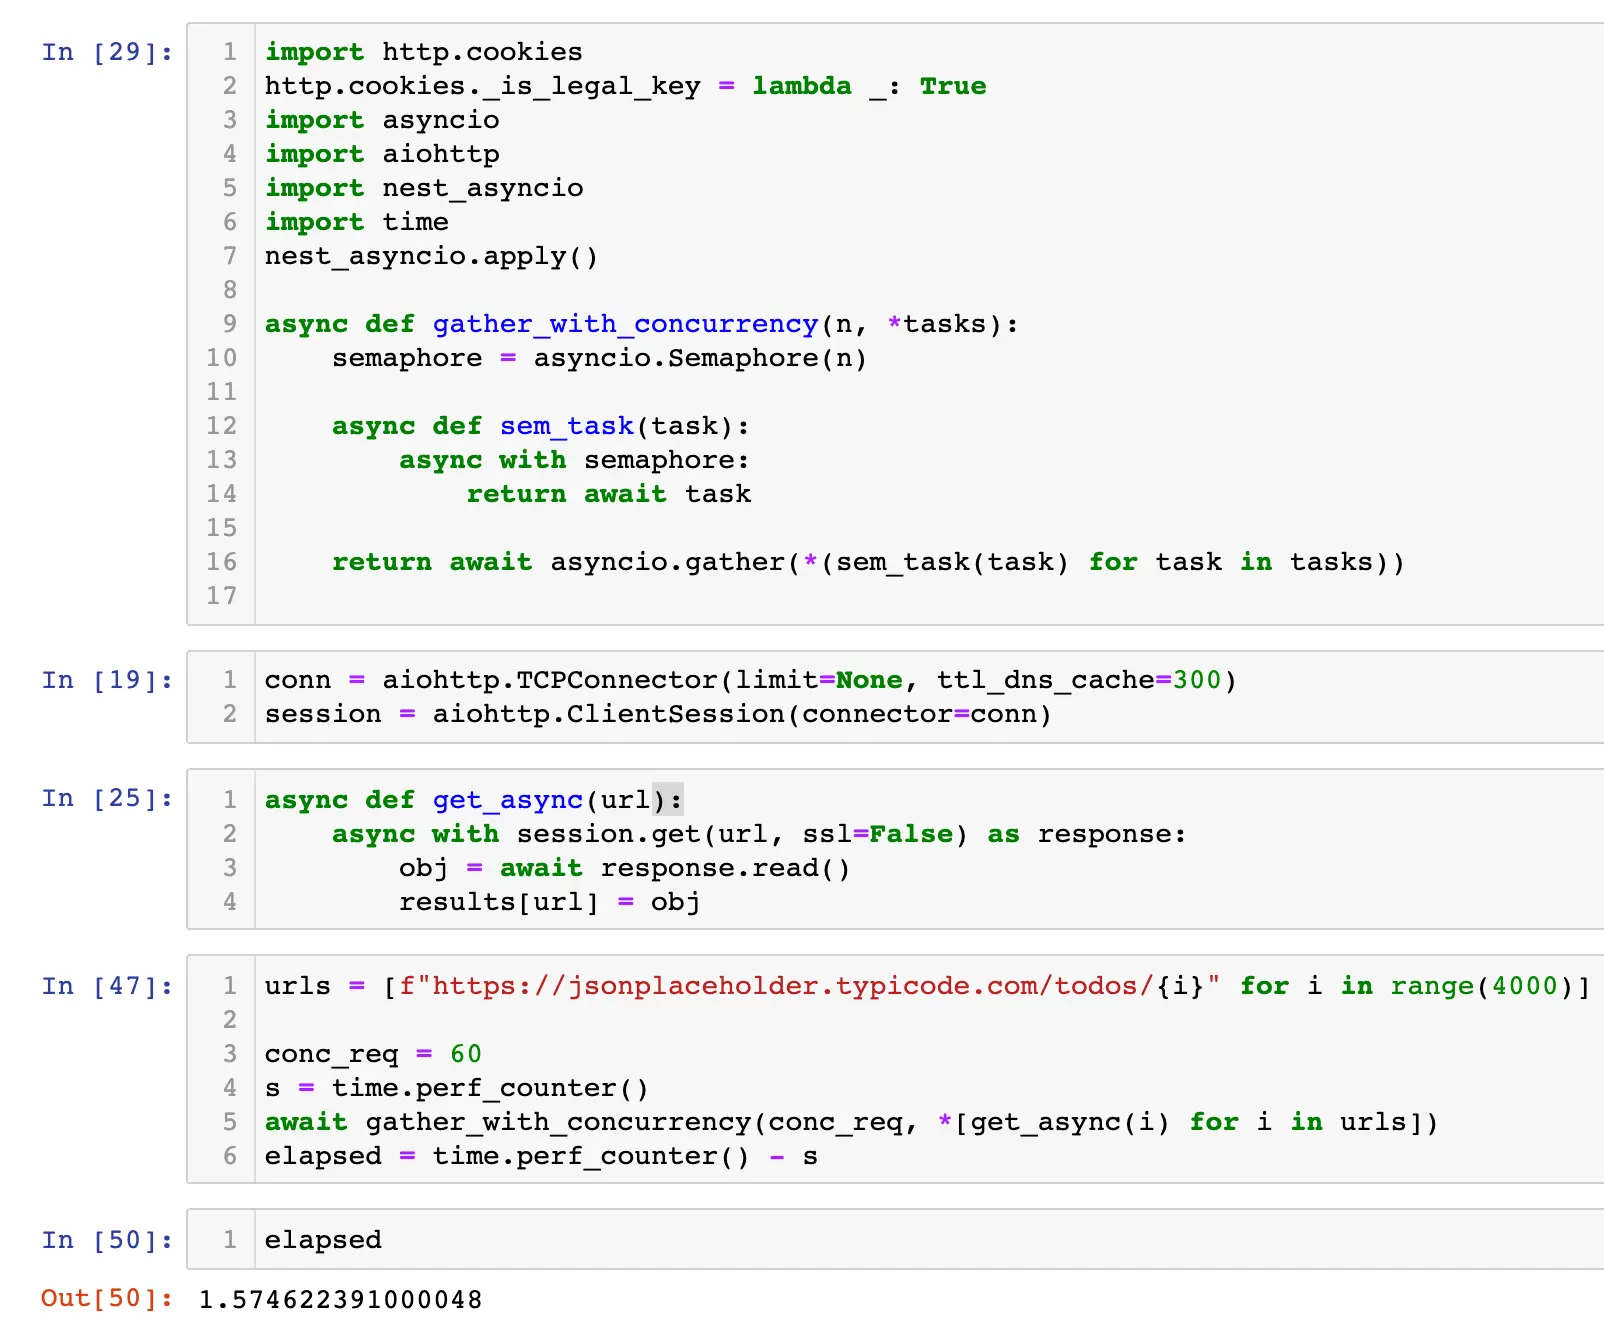 In [29]:
1 import http.cookies
2 http.cookies._is_legal_key = lambda _: True
3 import asyncio
4 import aiohttp
5 import nest_asyncio
6 import time
7 nest_asyncio.apply()
8
9 async def gather_with_concurrency(n, *tasks):
10     semaphore = asyncio.Semaphore(n)
11
12     async def sem_task(task):
13         async with semaphore:
14             return await task
15
16     return await asyncio.gather(*(sem_task(task) for task in tasks))
17
In [19]:
1 conn = aiohttp.TCPConnector(limit=None, ttl_dns_cache=300)
2 session = aiohttp.ClientSession(connector=conn)
In [25]:
1 async def get_async(url):
2     async with session.get(url, ssl=False) as response:
3         obj = await response.read()
4         results[url] = obj
In [47]:
1 urls = [f"https://jsonplaceholder.typicode.com/todos/{i}" for i in range(4000)]
2
3 conc_req = 60
4 s = time.perf_counter()
5 await gather_with_concurrency(conc_req, *[get_async(i) for i in urls])
6 elapsed = time.perf_counter() - s
In [50]:
1 elapsed
Out[50]: 1.574622391000048